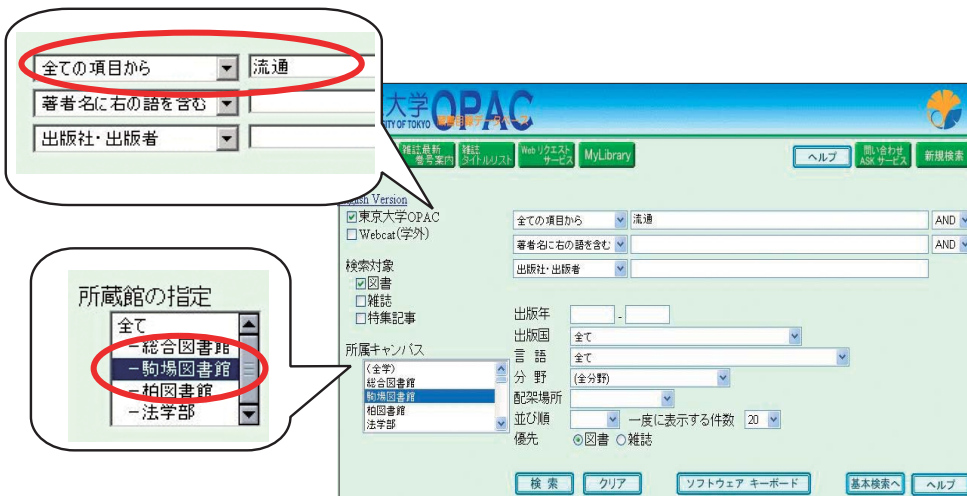 全ての項目から 流通
著者名に右の語を含む
出版社・出版者
大学OPAC
OF TOKYO
雑誌最新巻号案内 雑誌タイトルリスト Web リクエストサービス MyLibrary ヘルプ 問い合わせ ASK サービス 新規検索
Version
東京大学OPAC
Webcat(学外)
全ての項目から 流通 AND
著者名に右の語を含む AND
出版社・出版者
検索対象
図書
雑誌
特集記事
所属キャンパス
(全学)
総合図書館
駒場図書館
柏図書館
法学部
出版年 -
出版国 全て
言語 全て
分野 (全分野)
配架場所
並び順 一度に表示する件数 20
優先 図書 雑誌
検索 クリア ソフトウェア キーボード 基本検索へ ヘルプ
所蔵館の指定
全て
−総合図書館
−駒場図書館
−柏図書館
−法学部